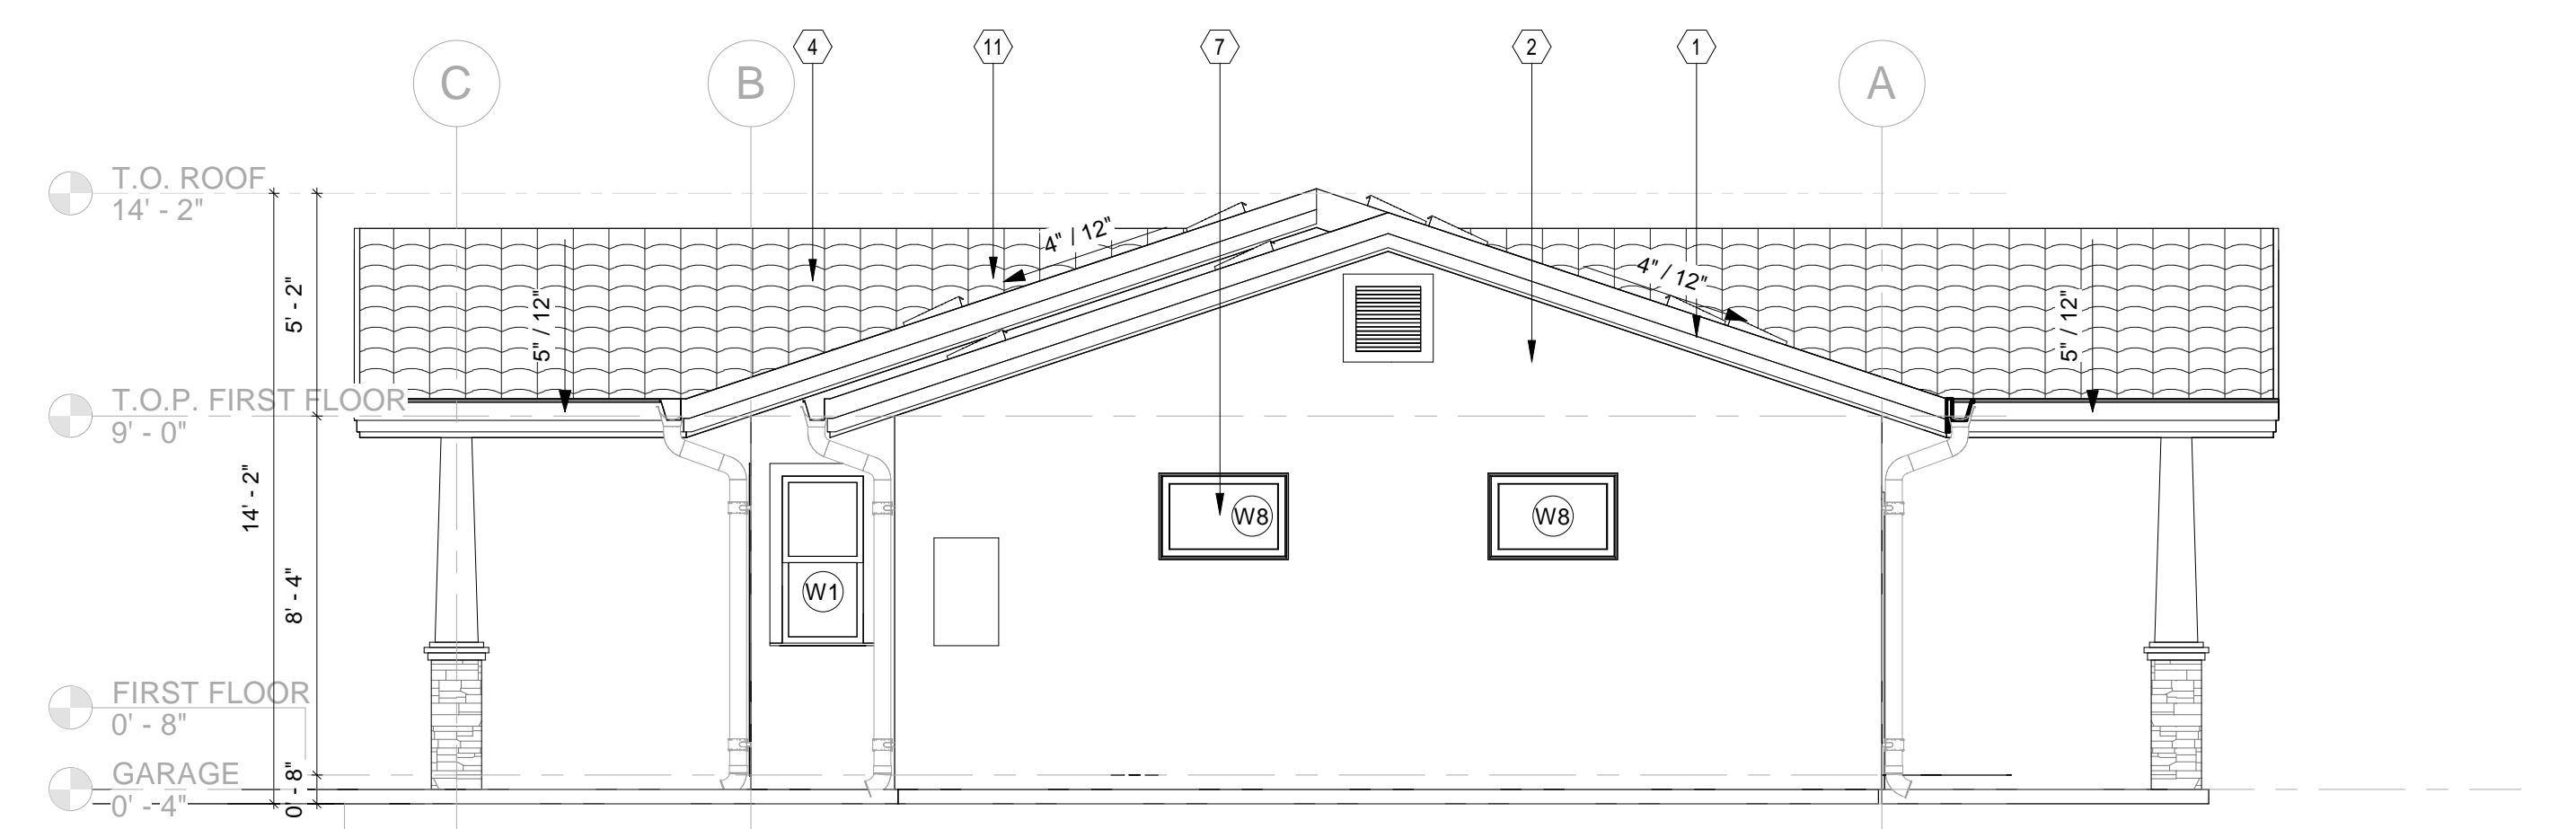 4
11
7
2
1
C
B
A
T.O. ROOF
14' - 2"
4" / 12"
4" / 12"
5' - 2"
5" / 12"
5" / 12"
T.O.P. FIRST FLOOR
9' - 0"
14' - 2"
W8
W8
8' - 4"
W1
FIRST FLOOR
0' - 8"
GARAGE
0' - 8"
0' - 4"